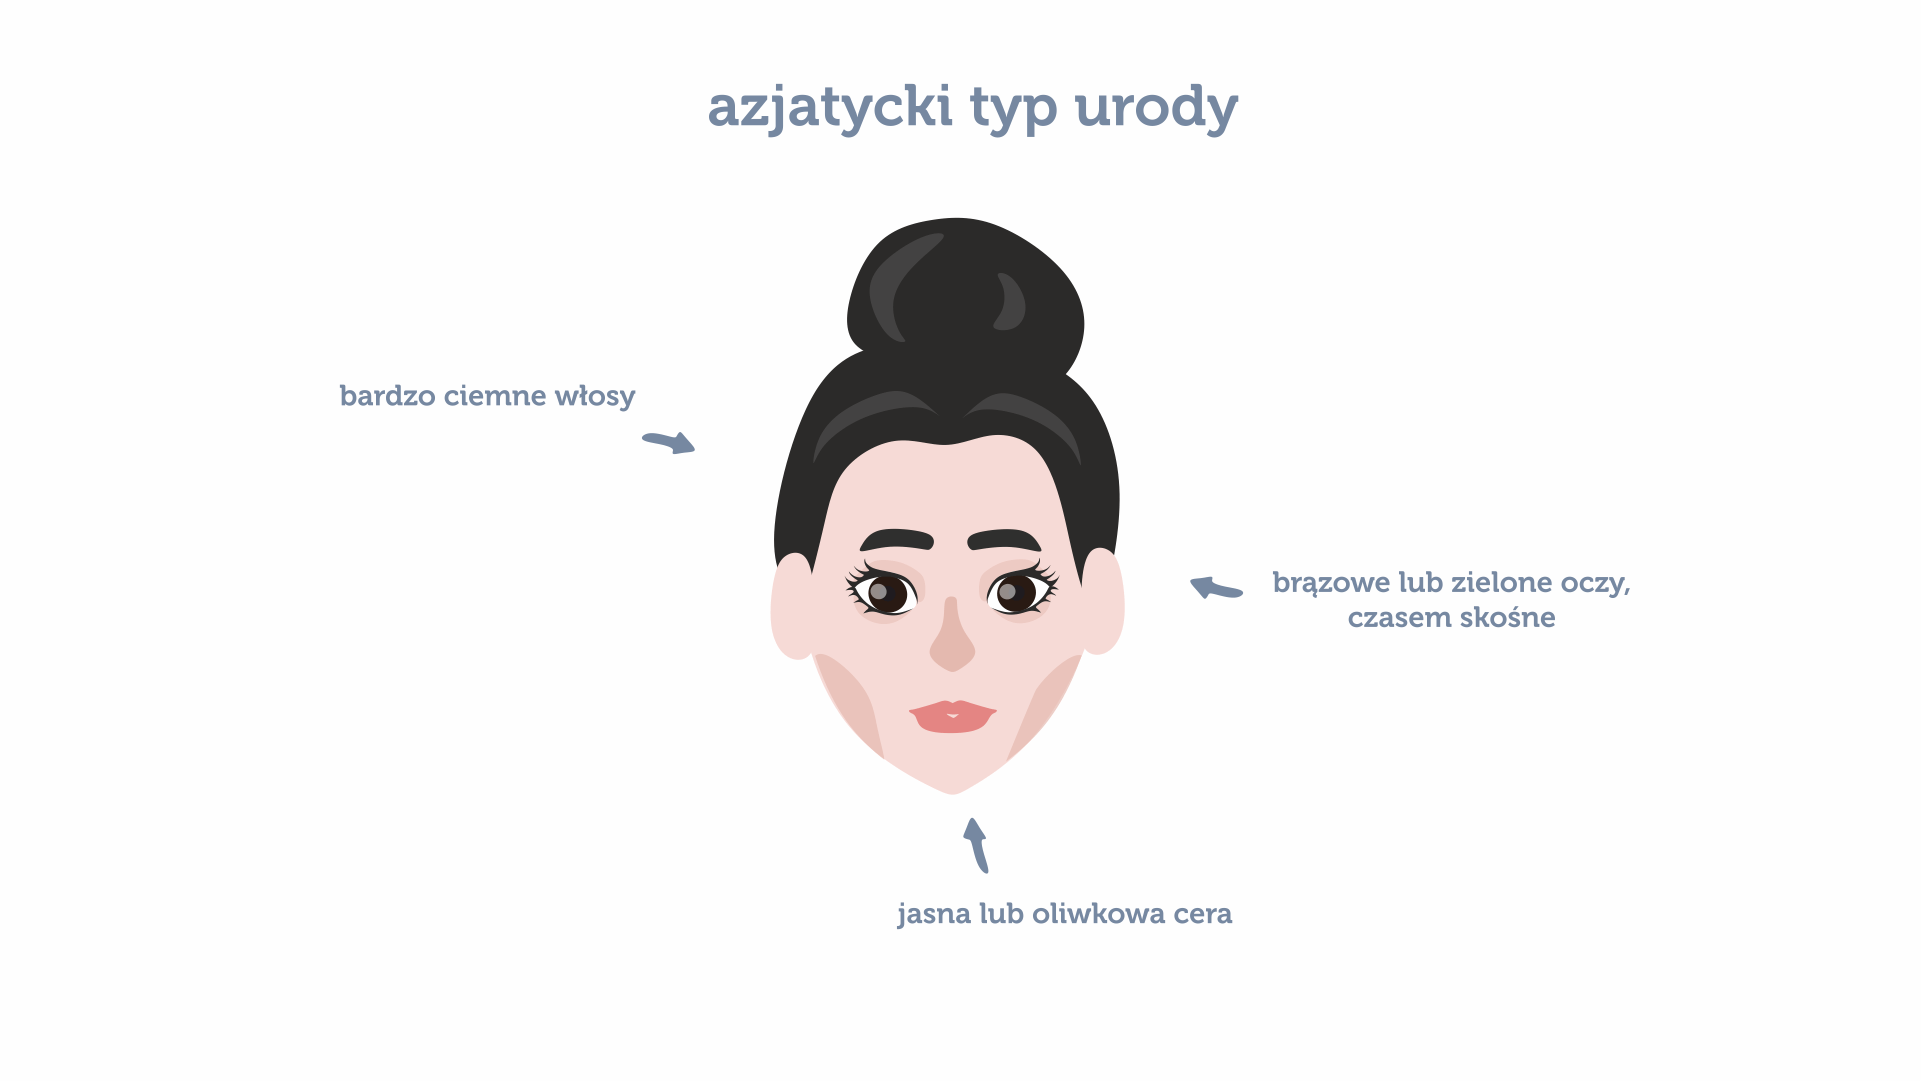 azjatycki typ urody
bardzo ciemne włosy
brązowe lub zielone oczy,
czasem skośne
jasna lub oliwkowa cera